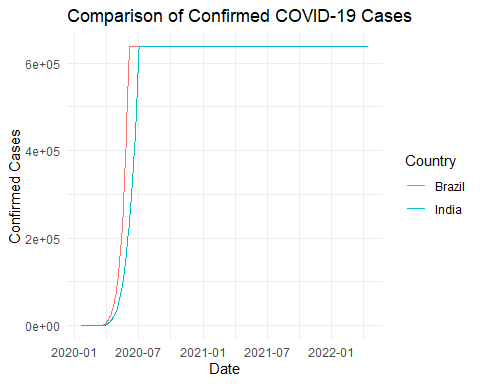 Comparison of Confirmed COVID-19 Cases
6e+05
4e+05
2e+05
0e+00
Confirmed Cases
2020-01
2020-07
2021-01
2021-07
2022-01
Date
Country
Brazil
India